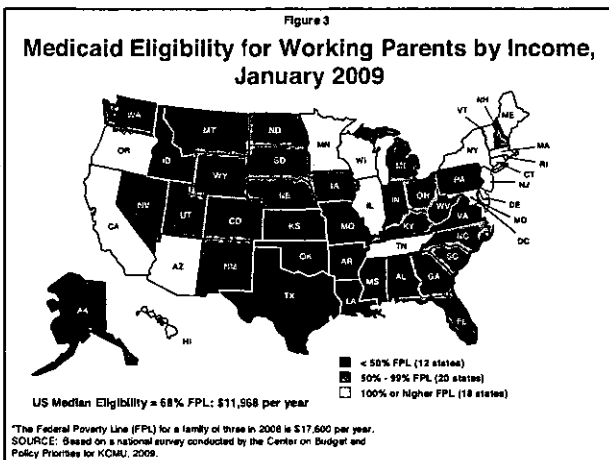 Figure 3
Medicaid Eligibility for Working Parents by Income,
January 2009
WA
MT
ND
MN
VT
NH
ME
OR
ID
SD
WI
MI
NY
MA
WY
RI
CT
NV
NE
IA
PA
NJ
UT
CO
IL
IN
OH
DE
CA
KS
MO
WV
VA
MD
KY
DC
AZ
NM
OK
TN
NC
AR
SC
TX
LA
MS
AL
GA
FL
HI
< 50% FPL (12 states)
50% - 99% FPL (20 states)
100% or higher FPL (18 states)
US Median Eligibility = 68% FPL: $11,968 per year
*The Federal Poverty Line (FPL) for a family of three in 2008 is $17,600 per year.
SOURCE: Based on a national survey conducted by the Center on Budget and
Policy Priorities for KCMU, 2009.